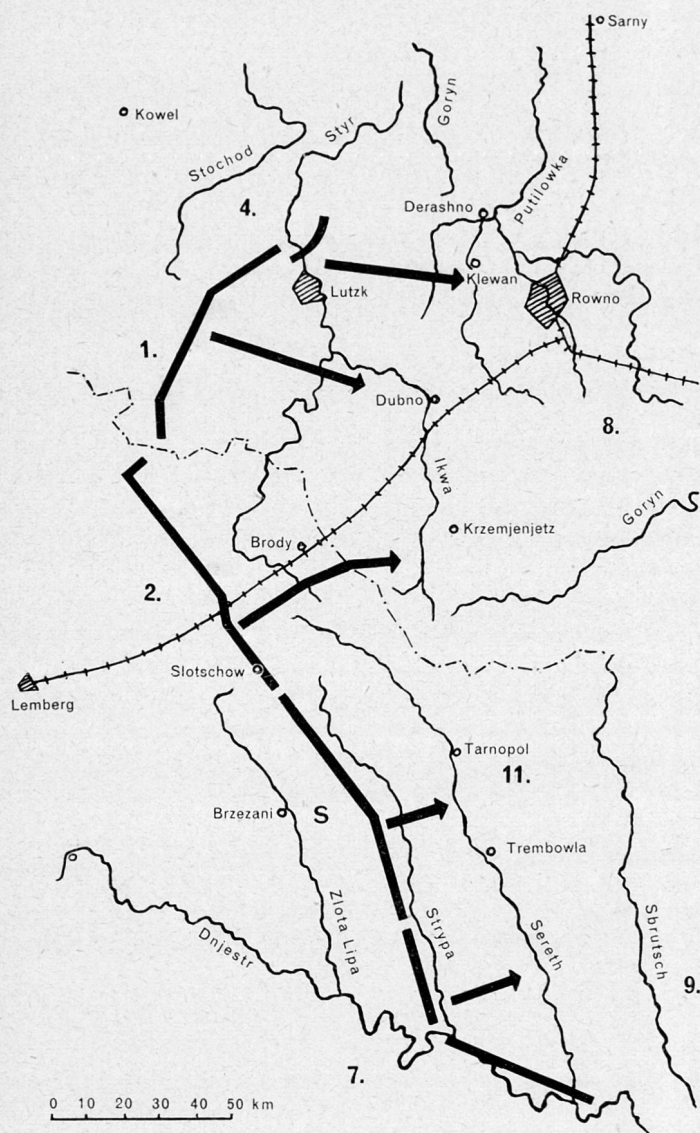 Sarny
Kowel
Goryn
Styr
Stochod
Putilowka
4.
Derashno
Klewan
Lutzk
Rowno
1.
Dubno
8.
Ikwa
Goryn
Krzemjenjetz
Brody
2.
Slotschow
Lemberg
Tarnopol
11.
Brzezani
S
Trembowla
Zlota Lipa
Strypa
Sereth
Sbrutsch
Dnjestr
9.
7.
0 10 20 30 40 50 km